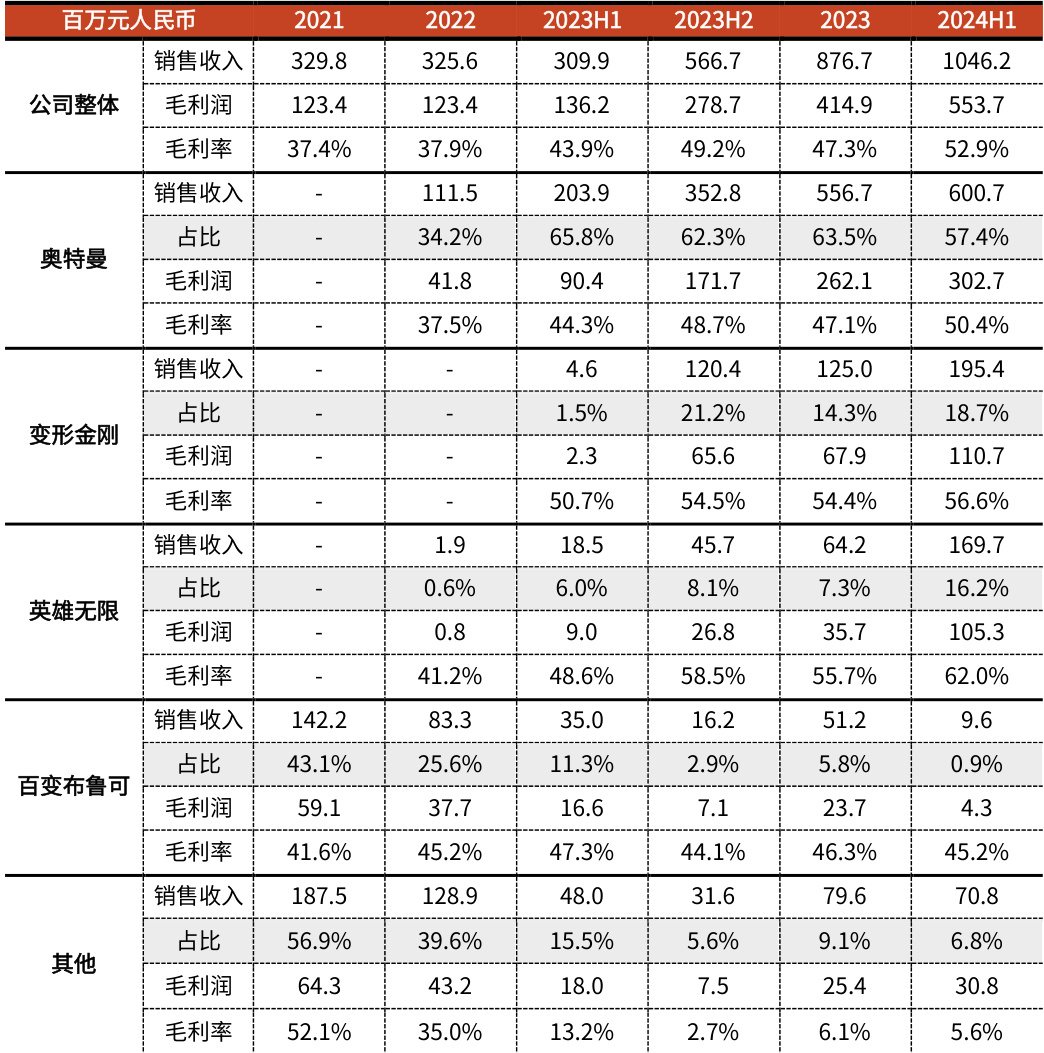 百万元人民币 2021 2022 2023H1 2023H2 2023 2024H1
公司整体
销售收入 329.8 325.6 309.9 566.7 876.7 1046.2
毛利润 123.4 123.4 136.2 278.7 414.9 553.7
毛利率 37.4% 37.9% 43.9% 49.2% 47.3% 52.9%
奥特曼
销售收入 - 111.5 203.9 352.8 556.7 600.7
占比 - 34.2% 65.8% 62.3% 63.5% 57.4%
毛利润 - 41.8 90.4 171.7 262.1 302.7
毛利率 - 37.5% 44.3% 48.7% 47.1% 50.4%
变形金刚
销售收入 - - 4.6 120.4 125.0 195.4
占比 - - 1.5% 21.2% 14.3% 18.7%
毛利润 - - 2.3 65.6 67.9 110.7
毛利率 - - 50.7% 54.5% 54.4% 56.6%
英雄无限
销售收入 - 1.9 18.5 45.7 64.2 169.7
占比 - 0.6% 6.0% 8.1% 7.3% 16.2%
毛利润 - 0.8 9.0 26.8 35.7 105.3
毛利率 - 41.2% 48.6% 58.5% 55.7% 62.0%
百变布鲁可
销售收入 142.2 83.3 35.0 16.2 51.2 9.6
占比 43.1% 25.6% 11.3% 2.9% 5.8% 0.9%
毛利润 59.1 37.7 16.6 7.1 23.7 4.3
毛利率 41.6% 45.2% 47.3% 44.1% 46.3% 45.2%
其他
销售收入 187.5 128.9 48.0 31.6 79.6 70.8
占比 56.9% 39.6% 15.5% 5.6% 9.1% 6.8%
毛利润 64.3 43.2 18.0 7.5 25.4 30.8
毛利率 52.1% 35.0% 13.2% 2.7% 6.1% 5.6%